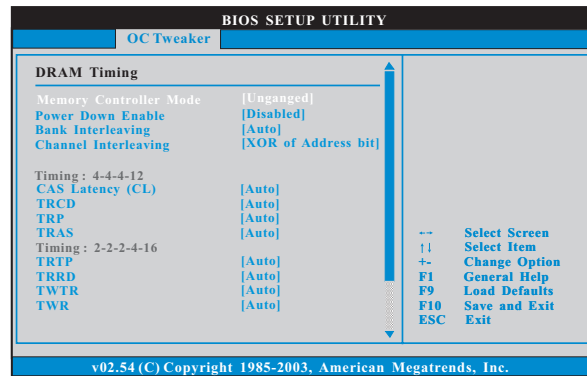 BIOS SETUP UTILITY
OC Tweaker
DRAM Timing
Memory Controller Mode [Unganged]
Power Down Enable [Disabled]
Bank Interleaving [Auto]
Channel Interleaving [XOR of Address bit]
Timing : 4-4-4-12
CAS Latency (CL) [Auto]
TRCD [Auto]
TRP [Auto]
TRAS [Auto]
Timing : 2-2-2-4-16
TRTP [Auto]
TRRD [Auto]
TWTR [Auto]
TWR [Auto]
←→ Select Screen
↑↓ Select Item
+- Change Option
F1 General Help
F9 Load Defaults
F10 Save and Exit
ESC Exit
v02.54 (C) Copyright 1985-2003, American Megatrends, Inc.